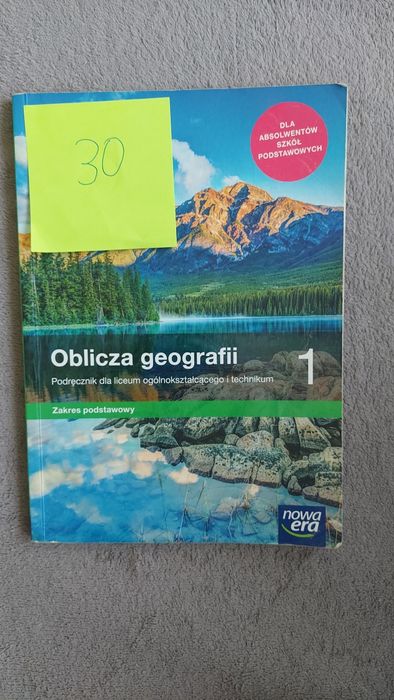 30
DLA
ABSOLWENTÓW
SZKÓŁ
PODSTAWOWYCH
Oblicza geografii 1
Podręcznik dla liceum ogólnokształcącego i technikum
Zakres podstawowy
nowa
era